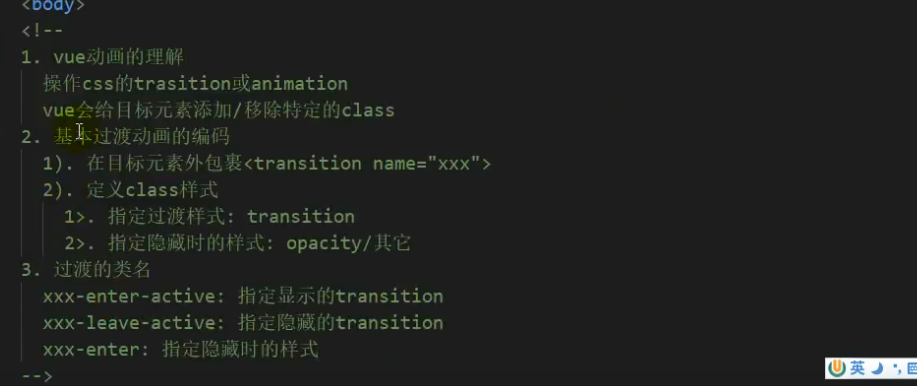 <body>
<!--
1. vue动画的理解
操作css的trasition或animation
vue会给目标元素添加/移除特定的class
2. 基本过渡动画的编码
1). 在目标元素外包裹<transition name="xxx">
2). 定义class样式
1>. 指定过渡样式: transition
2>. 指定隐藏时的样式: opacity/其它
3. 过渡的类名
xxx-enter-active: 指定显示的transition
xxx-leave-active: 指定隐藏的transition
xxx-enter: 指定隐藏时的样式
-->
英